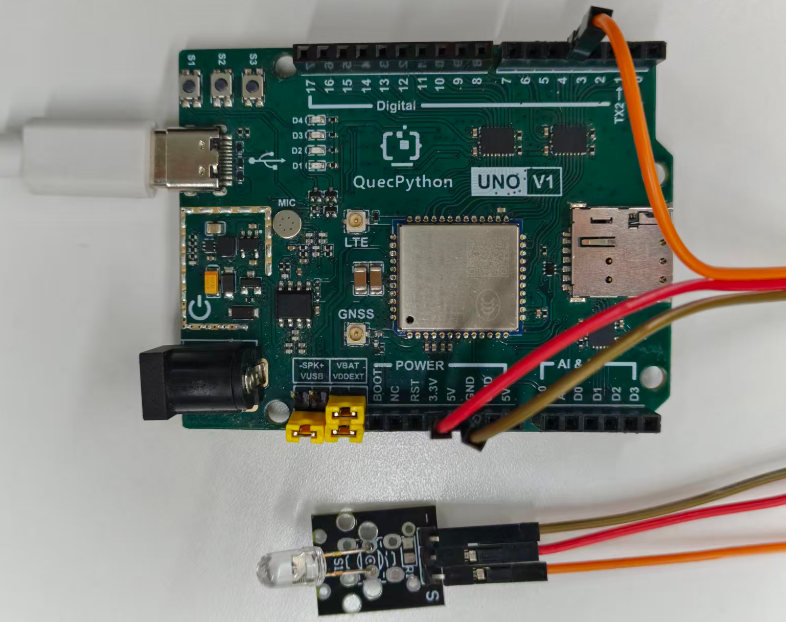 S1
S2
S3
17
16
15
14
13
12
11
10
9
8
7
6
5
4
3
2
TX2→1
Digital
D4
D3
D2
D1
QuecPython
UNO V1
MIC
LTE
GNSS
-SPK+
VUSB
VBAT
VDDEXT
POWER
BOOT
NC
RST
3.3V
5V
GND
5V
AI &
D0
D1
D2
D3
S